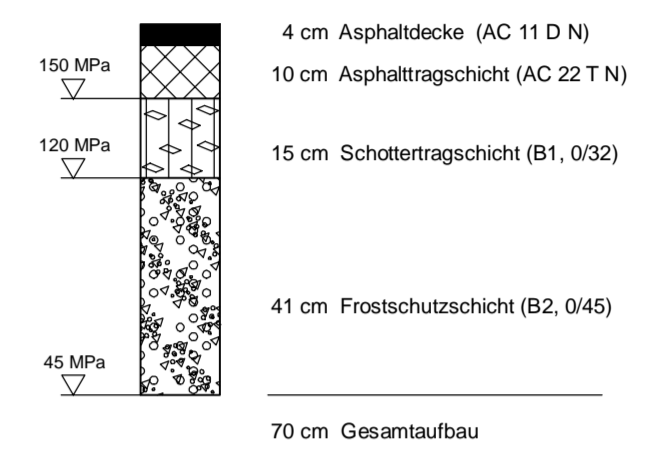 4 cm Asphaltdecke (AC 11 D N)
150 MPa
10 cm Asphalttragschicht (AC 22 T N)
120 MPa
15 cm Schottertragschicht (B1, 0/32)
41 cm Frostschutzschicht (B2, 0/45)
45 MPa
70 cm Gesamtaufbau